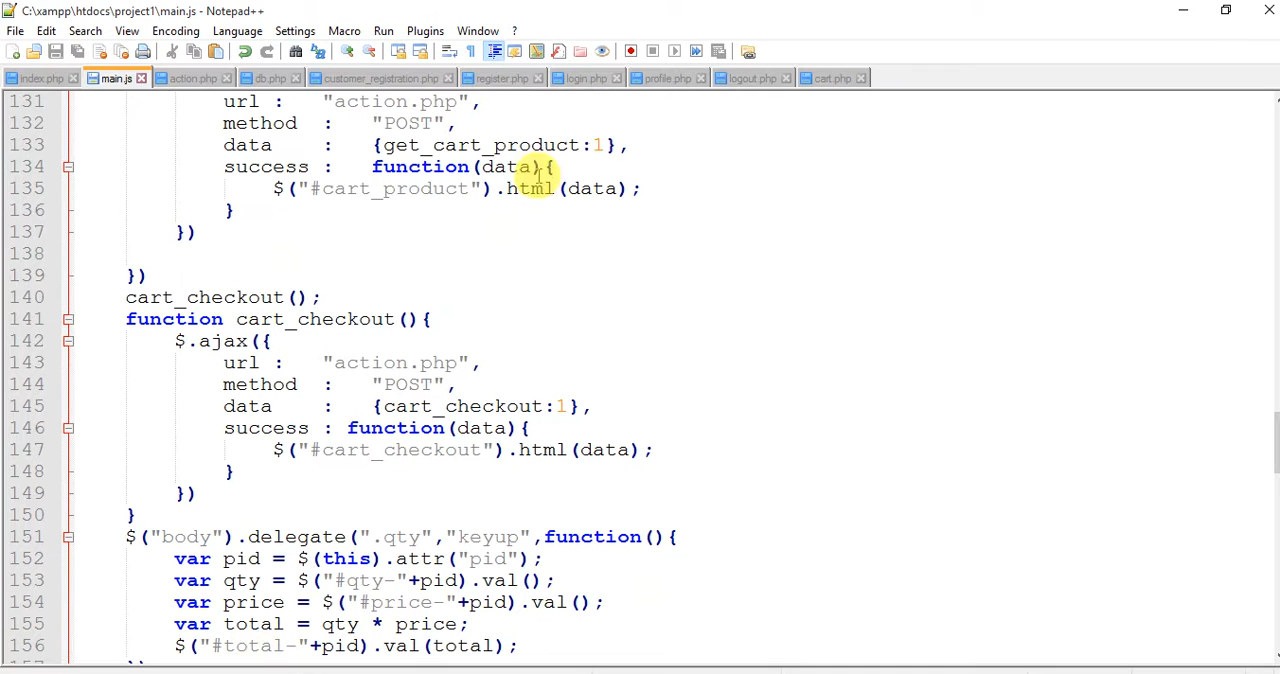 C:\xampp\htdocs\project1\main.js - Notepad++
File Edit Search View Encoding Language Settings Macro Run Plugins Window ?
index.php main.js action.php db.php customer_registration.php register.php login.php profile.php logout.php cart.php
131 url : "action.php",
132 method : "POST",
133 data : {get_cart_product:1},
134 success : function(data){
135 $("#cart_product").html(data);
136 }
137 })
138
139 })
140 cart_checkout();
141 function cart_checkout(){
142 $.ajax({
143 url : "action.php",
144 method : "POST",
145 data : {cart_checkout:1},
146 success : function(data){
147 $("#cart_checkout").html(data);
148 }
149 })
150 }
151 $("body").delegate(".qty","keyup",function(){
152 var pid = $(this).attr("pid");
153 var qty = $("#qty-"+pid).val();
154 var price = $("#price-"+pid).val();
155 var total = qty * price;
156 $("#total-"+pid).val(total);